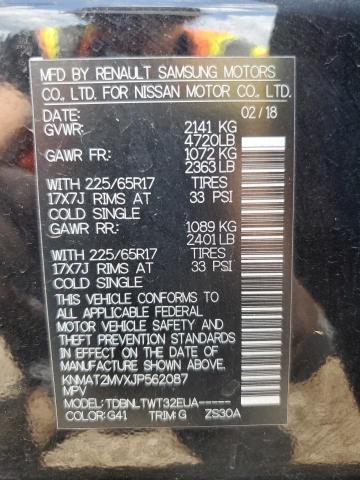 MFD BY RENAULT SAMSUNG MOTORS
CO., LTD. FOR NISSAN MOTOR CO., LTD.
DATE: 02/18
GVWR: 2141 KG
4720LB
GAWR FR: 1072 KG
2363 LB
WITH 225/65R17 TIRES
17X7J RIMS AT 33 PSI
COLD SINGLE
GAWR RR: 1089 KG
2401 LB
WITH 225/65R17 TIRES
17X7J RIMS AT 33 PSI
COLD SINGLE
THIS VEHICLE CONFORMS TO
ALL APPLICABLE FEDERAL
MOTOR VEHICLE SAFETY AND THEFT
PREVENTION STANDARDS
IN EFFECT ON THE DATE OF
MANUFACTURE SHOWN ABOVE.
KNMAT2MVXJP562087
MPV
MODEL: TDBNLTWT32EUA-----
COLOR: G41 TRIM: G ZS30A